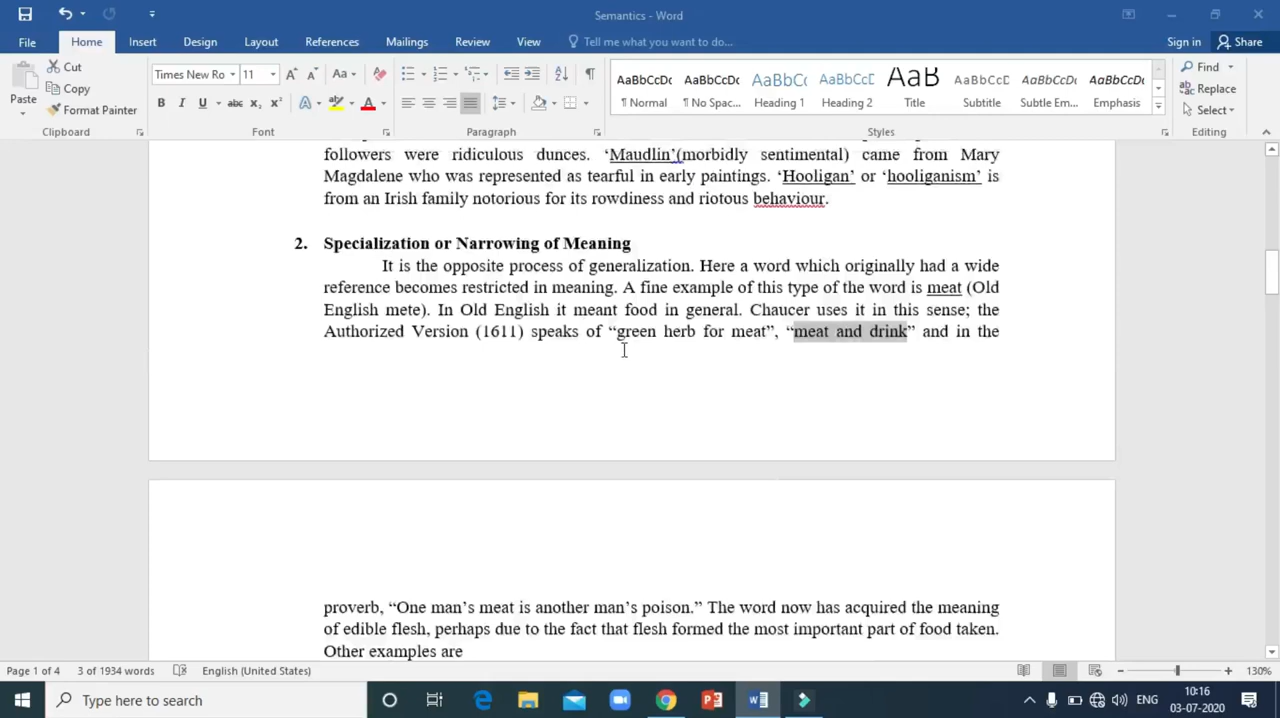 Semantics - Word
File Home Insert Design Layout References Mailings Review View Tell me what you want to do... Sign in Share
Paste Cut Copy Format Painter Clipboard
Times New Ro 11 Font
Paragraph
AaBbCcDc ¶ Normal
AaBbCcDc ¶ No Spac...
AaBbCc Heading 1
AaBbCcC Heading 2
AaB Title
AaBbCcC Subtitle
AaBbCcDc Subtle Em...
AaBbCcDc Emphasis
Styles
Find Replace Select Editing
followers were ridiculous dunces. ‘Maudlin’(morbidly sentimental) came from Mary
Magdalene who was represented as tearful in early paintings. ‘Hooligan’ or ‘hooliganism’ is
from an Irish family notorious for its rowdiness and riotous behaviour.
2. Specialization or Narrowing of Meaning
It is the opposite process of generalization. Here a word which originally had a wide
reference becomes restricted in meaning. A fine example of this type of the word is meat (Old
English mete). In Old English it meant food in general. Chaucer uses it in this sense; the
Authorized Version (1611) speaks of “green herb for meat”, “meat and drink” and in the
proverb, “One man’s meat is another man’s poison.” The word now has acquired the meaning
of edible flesh, perhaps due to the fact that flesh formed the most important part of food taken.
Other examples are
Page 1 of 4 3 of 1934 words English (United States) 130%
Type here to search ENG 10:16
03-07-2020